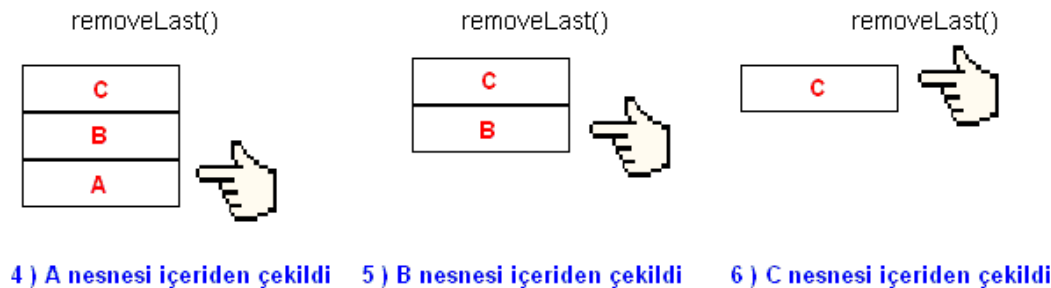 removeLast()
removeLast()
removeLast()
C
B
A
C
B
C
4 ) A nesnesi içeriden çekildi
5 ) B nesnesi içeriden çekildi
6 ) C nesnesi içeriden çekildi